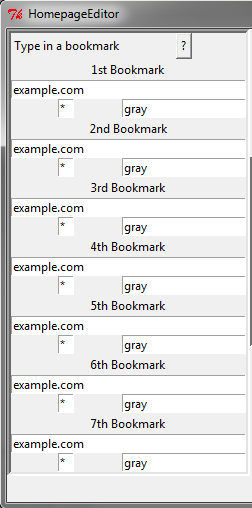 HomepageEditor
Type in a bookmark ?
1st Bookmark
example.com
* gray
2nd Bookmark
example.com
* gray
3rd Bookmark
example.com
* gray
4th Bookmark
example.com
* gray
5th Bookmark
example.com
* gray
6th Bookmark
example.com
* gray
7th Bookmark
example.com
* gray